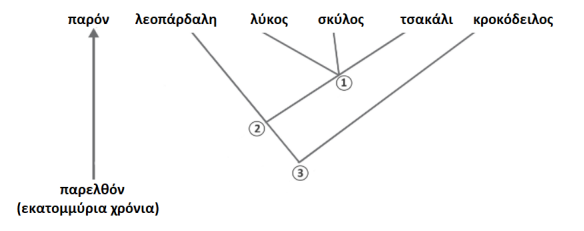 παρόν λεοπάρδαλη λύκος σκύλος τσακάλι κροκόδειλος
1
2
3
παρελθόν
(εκατομμύρια χρόνια)